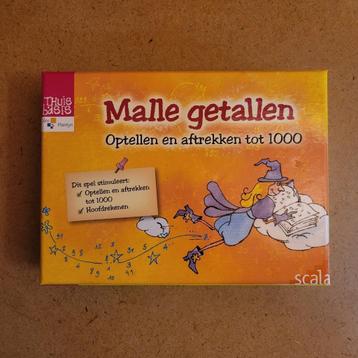 Thuis
basis
Plantyn
Malle getallen
Optellen en aftrekken tot 1000
Dit spel stimuleert:
Optellen en aftrekken
tot 1000
Hoofdrekenen
scala